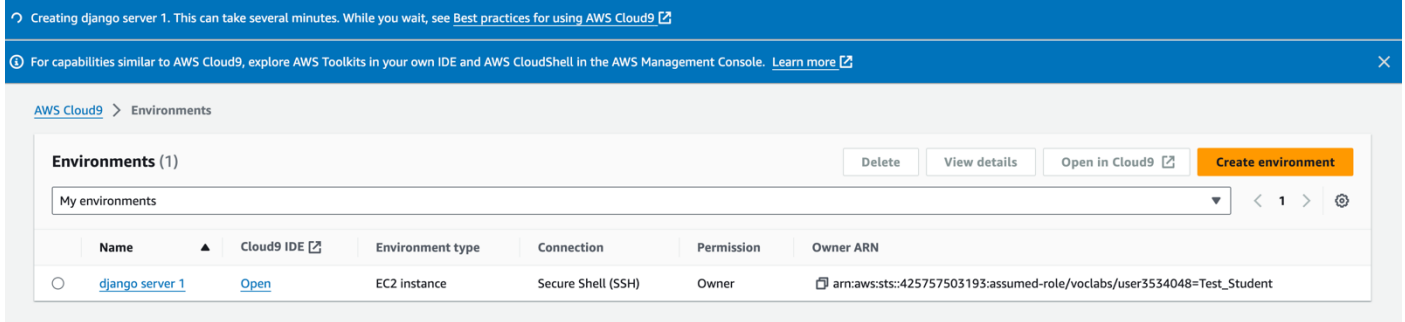 Creating django server 1. This can take several minutes. While you wait, see Best practices for using AWS Cloud9
For capabilities similar to AWS Cloud9, explore AWS Toolkits in your own IDE and AWS CloudShell in the AWS Management Console. Learn more
AWS Cloud9 > Environments
Environments (1) Delete View details Open in Cloud9 Create environment
My environments < 1 >
Name Cloud9 IDE Environment type Connection Permission Owner ARN
django server 1 Open EC2 instance Secure Shell (SSH) Owner arn:aws:sts::425757503193:assumed-role/voclabs/user3534048=Test_Student